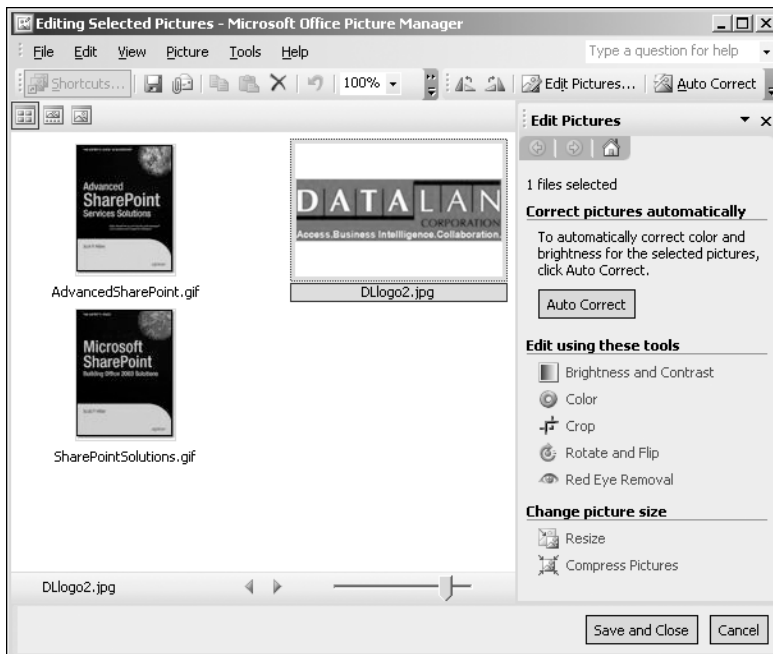 Editing Selected Pictures - Microsoft Office Picture Manager
File Edit View Picture Tools Help Type a question for help
Shortcuts... 100% Edit Pictures... Auto Correct
Edit Pictures
1 files selected
Correct pictures automatically
To automatically correct color and
brightness for the selected pictures,
click Auto Correct.
Auto Correct
Edit using these tools
Brightness and Contrast
Color
Crop
Rotate and Flip
Red Eye Removal
Change picture size
Resize
Compress Pictures
Advanced
SharePoint
Services Solutions
AdvancedSharePoint.gif
DATALAN
CORPORATION
Access.Business Intelligence.Collaboration.
DLlogo2.jpg
Microsoft
SharePoint
Building Office 2003 Solutions
SharePointSolutions.gif
DLlogo2.jpg
Save and Close Cancel